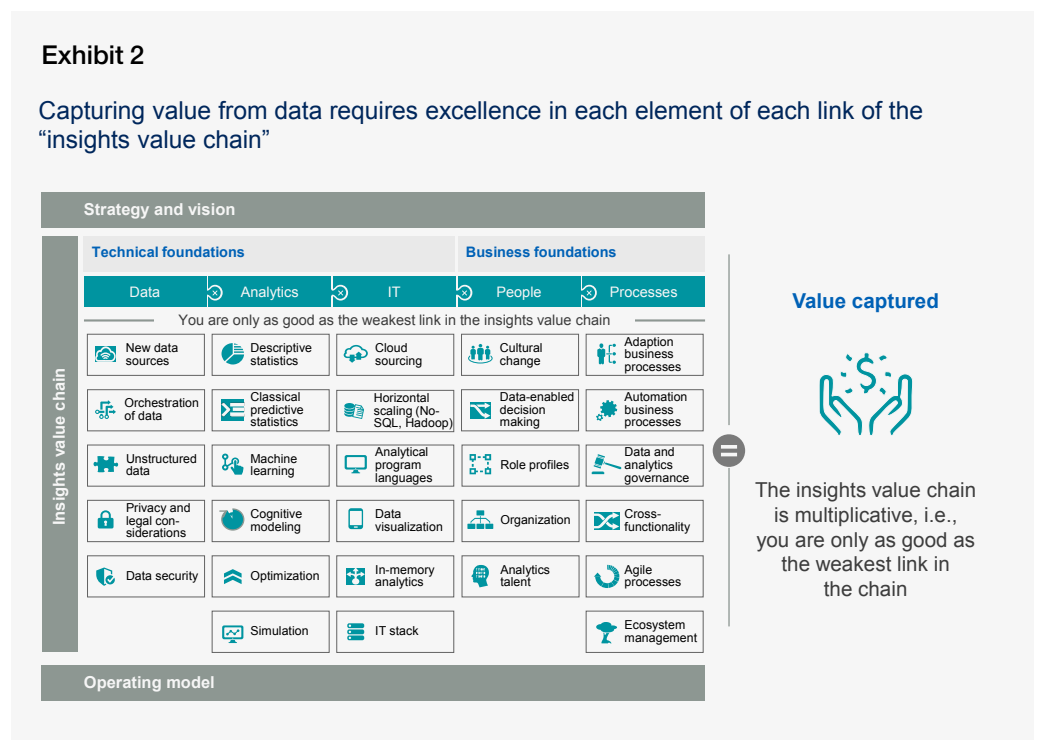 Exhibit 2
Capturing value from data requires excellence in each element of each link of the
“insights value chain”
Strategy and vision
Insights value chain
Technical foundations
Business foundations
Data
Analytics
IT
People
Processes
You are only as good as the weakest link in the insights value chain
New data
sources
Descriptive
statistics
Cloud
sourcing
Cultural
change
Adaption
business
processes
Orchestration
of data
Classical
predictive
statistics
Horizontal
scaling (No-
SQL, Hadoop)
Data-enabled
decision
making
Automation
business
processes
Unstructured
data
Machine
learning
Analytical
program
languages
Role profiles
Data and
analytics
governance
Privacy and
legal con-
siderations
Cognitive
modeling
Data
visualization
Organization
Cross-
functionality
Data security
Optimization
In-memory
analytics
Analytics
talent
Agile
processes
Simulation
IT stack
Ecosystem
management
Operating model
=
Value captured
The insights value chain
is multiplicative, i.e.,
you are only as good as
the weakest link in
the chain